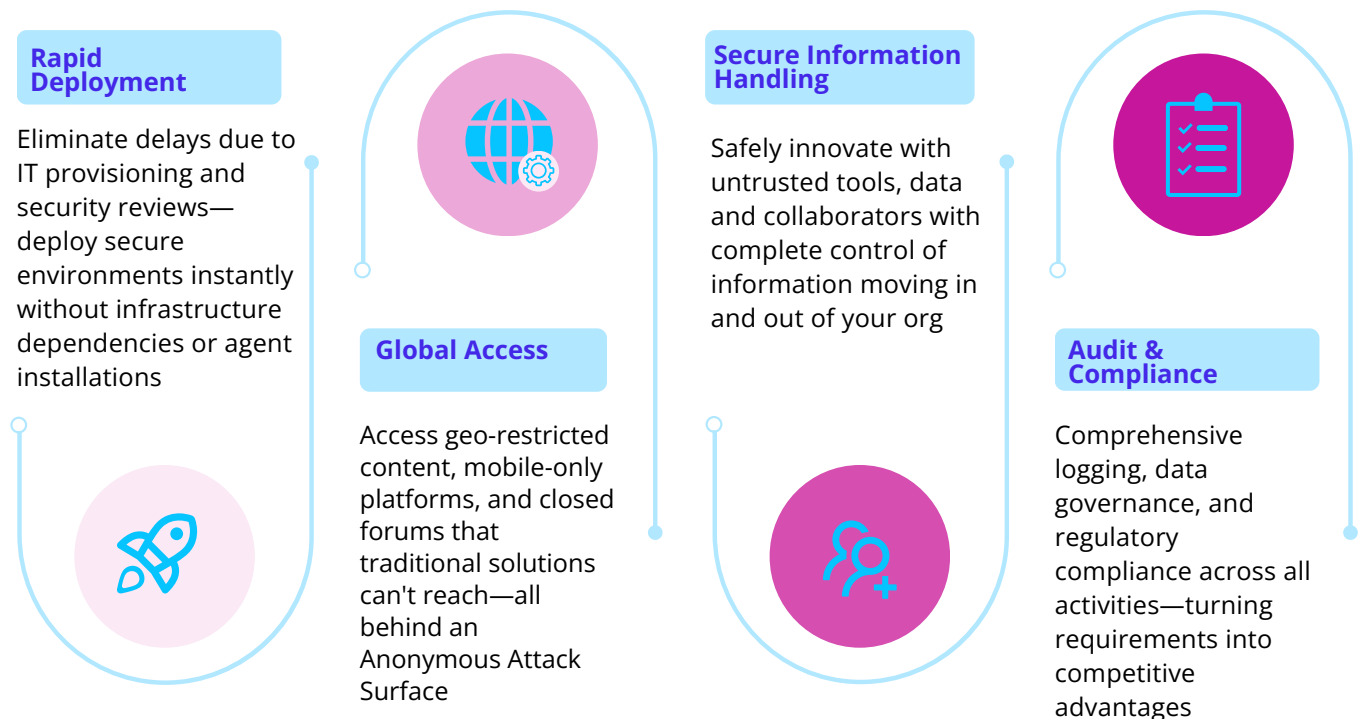 Rapid
Deployment
Eliminate delays due to
IT provisioning and
security reviews—
deploy secure
environments instantly
without infrastructure
dependencies or agent
installations
Global Access
Access geo-restricted
content, mobile-only
platforms, and closed
forums that
traditional solutions
can't reach—all
behind an
Anonymous Attack
Surface
Secure Information
Handling
Safely innovate with
untrusted tools, data
and collaborators with
complete control of
information moving in
and out of your org
Audit &
Compliance
Comprehensive
logging, data
governance, and
regulatory
compliance across all
activities—turning
requirements into
competitive
advantages